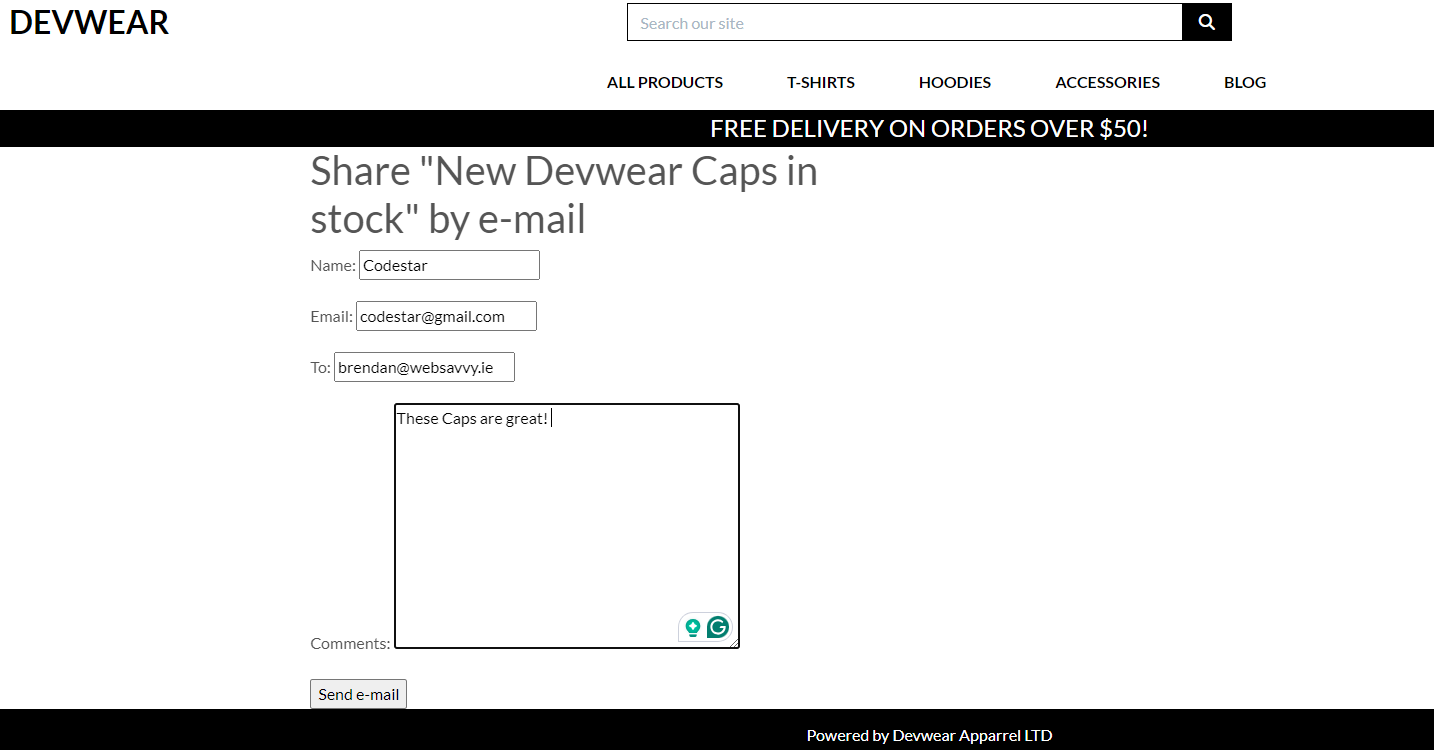 DEVWEAR
Search our site
ALL PRODUCTS T-SHIRTS HOODIES ACCESSORIES BLOG
FREE DELIVERY ON ORDERS OVER $50!
Share "New Devwear Caps in
stock" by e-mail
Name: Codestar
Email: codestar@gmail.com
To: brendan@websavvy.ie
These Caps are great!
Comments:
Send e-mail
Powered by Devwear Apparrel LTD